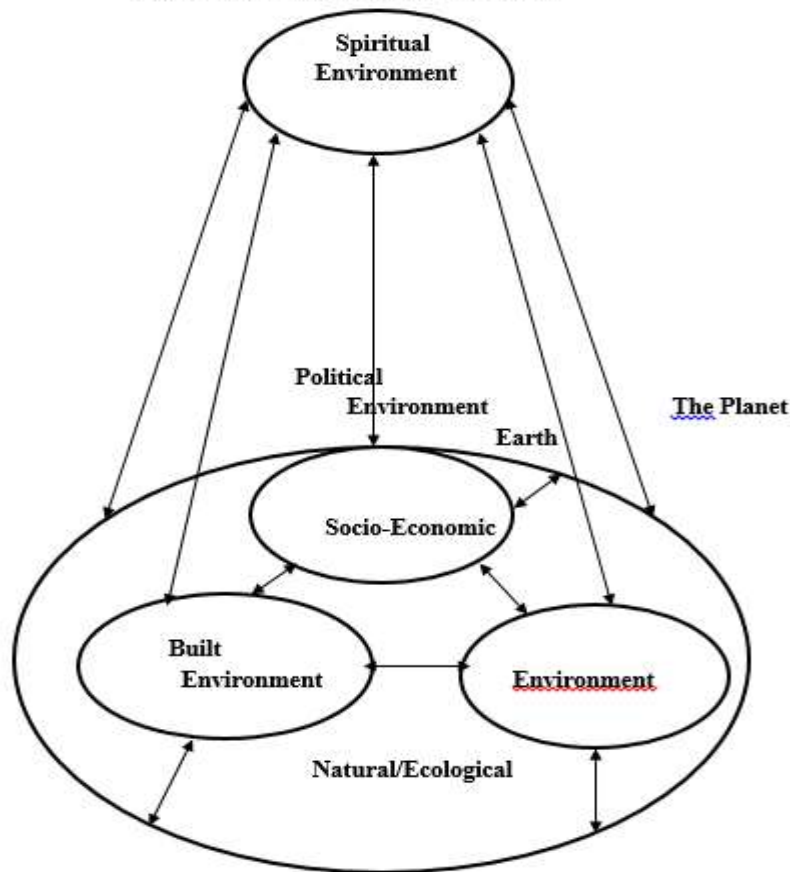 Spiritual
Environment
Political
Environment
The Planet
Earth
Socio-Economic
Built
Environment
Environment
Natural/Ecological